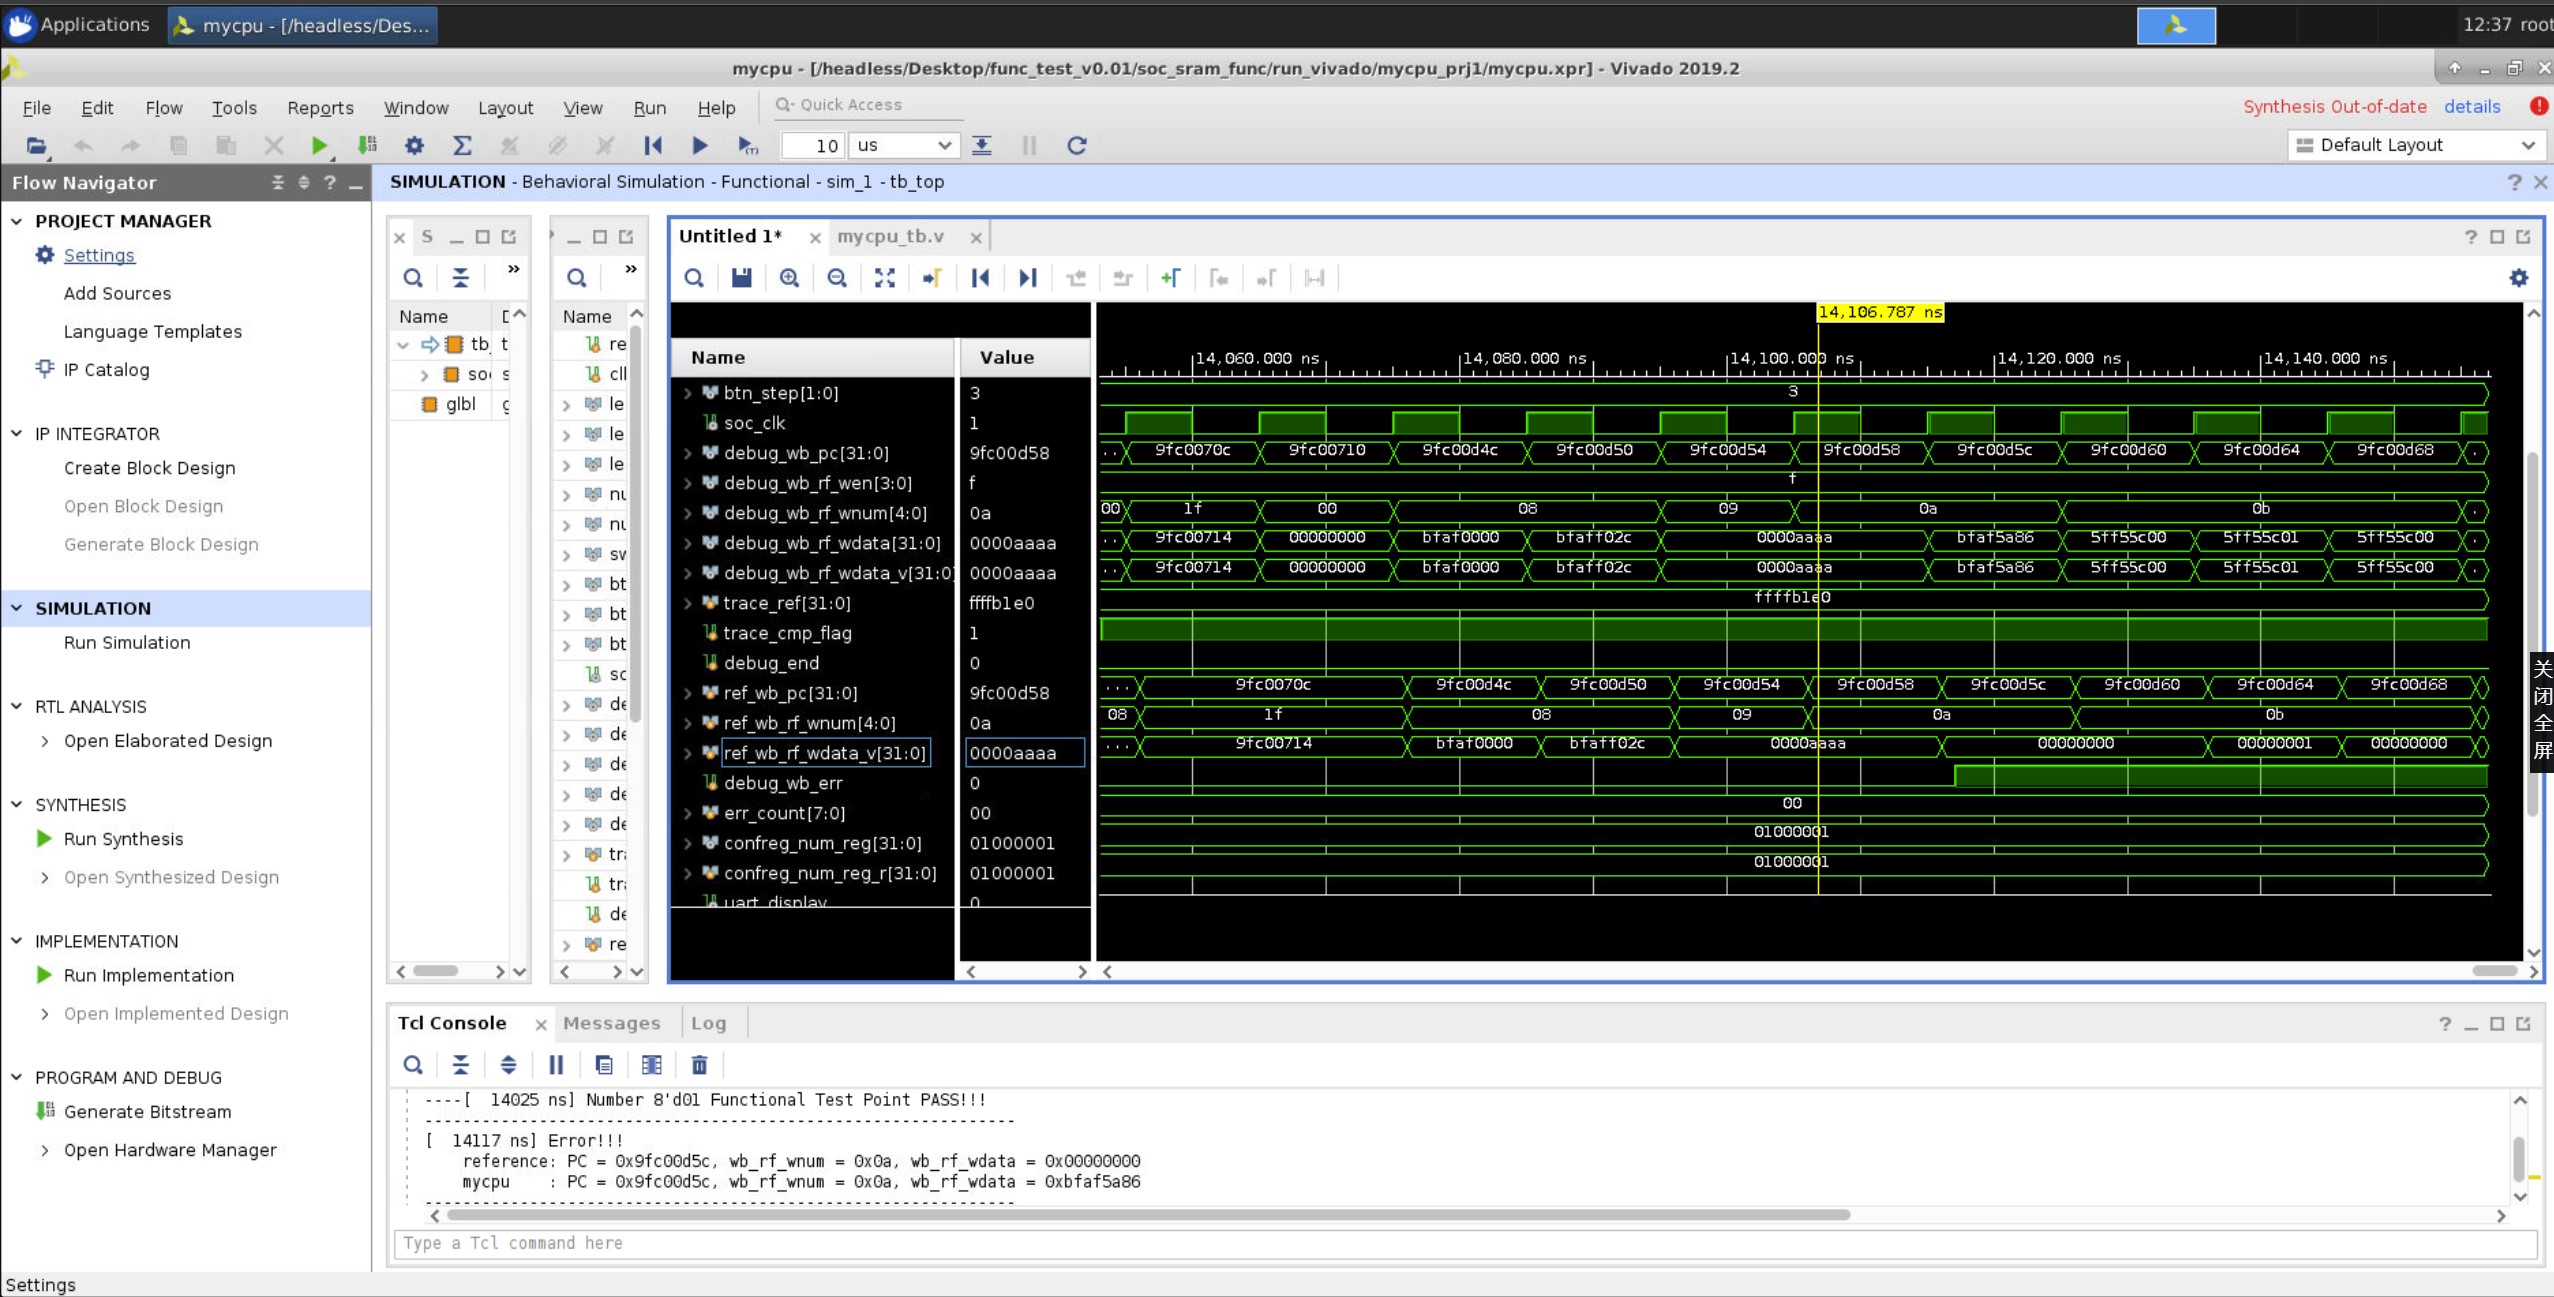 Applications mycpu - [/headless/Des... 12:37 root
mycpu - [/headless/Desktop/func_test_v0.01/soc_sram_func/run_vivado/mycpu_prj1/mycpu.xpr] - Vivado 2019.2
File Edit Flow Tools Reports Window Layout View Run Help Quick Access Synthesis Out-of-date details
10 us Default Layout
Flow Navigator
PROJECT MANAGER
Settings
Add Sources
Language Templates
IP Catalog
IP INTEGRATOR
Create Block Design
Open Block Design
Generate Block Design
SIMULATION
Run Simulation
RTL ANALYSIS
Open Elaborated Design
SYNTHESIS
Run Synthesis
Open Synthesized Design
IMPLEMENTATION
Run Implementation
Open Implemented Design
PROGRAM AND DEBUG
Generate Bitstream
Open Hardware Manager
SIMULATION - Behavioral Simulation - Functional - sim_1 - tb_top
S
Name
tb_ t
soc s
glbl g
Name
re
cll
le
le
le
nu
nu
sw
bt
bt
bt
so
de
de
de
de
de
tra
tra
de
re
Untitled 1* mycpu_tb.v
14,106.787 ns
Name Value 14,060.000 ns 14,080.000 ns 14,100.000 ns 14,120.000 ns 14,140.000 ns
btn_step[1:0] 3 3
soc_clk 1
debug_wb_pc[31:0] 9fc00d58 .. 9fc0070c 9fc00710 9fc00d4c 9fc00d50 9fc00d54 9fc00d58 9fc00d5c 9fc00d60 9fc00d64 9fc00d68 .
debug_wb_rf_wen[3:0] f f
debug_wb_rf_wnum[4:0] 0a 00 1f 00 08 09 0a 0b .
debug_wb_rf_wdata[31:0] 0000aaaa .. 9fc00714 00000000 bfaf0000 bfaff02c 0000aaaa bfaf5a86 5ff55c00 5ff55c01 5ff55c00 .
debug_wb_rf_wdata_v[31:0] 0000aaaa .. 9fc00714 00000000 bfaf0000 bfaff02c 0000aaaa bfaf5a86 5ff55c00 5ff55c01 5ff55c00 .
trace_ref[31:0] ffffb1e0 ffffb1e0
trace_cmp_flag 1
debug_end 0
ref_wb_pc[31:0] 9fc00d58 ... 9fc0070c 9fc00d4c 9fc00d50 9fc00d54 9fc00d58 9fc00d5c 9fc00d60 9fc00d64 9fc00d68
ref_wb_rf_wnum[4:0] 0a 08 1f 08 09 0a 0b
ref_wb_rf_wdata_v[31:0] 0000aaaa ... 9fc00714 bfaf0000 bfaff02c 0000aaaa 00000000 00000001 00000000
debug_wb_err 0
err_count[7:0] 00 00
confreg_num_reg[31:0] 01000001 01000001
confreg_num_reg_r[31:0] 01000001 01000001
uart_display 0
关闭全屏
Tcl Console Messages Log
----[ 14025 ns] Number 8'd01 Functional Test Point PASS!!!
--------------------------------------------------------------
[ 14117 ns] Error!!!
reference: PC = 0x9fc00d5c, wb_rf_wnum = 0x0a, wb_rf_wdata = 0x00000000
mycpu : PC = 0x9fc00d5c, wb_rf_wnum = 0x0a, wb_rf_wdata = 0xbfaf5a86
--------------------------------------------------------------
Type a Tcl command here
Settings